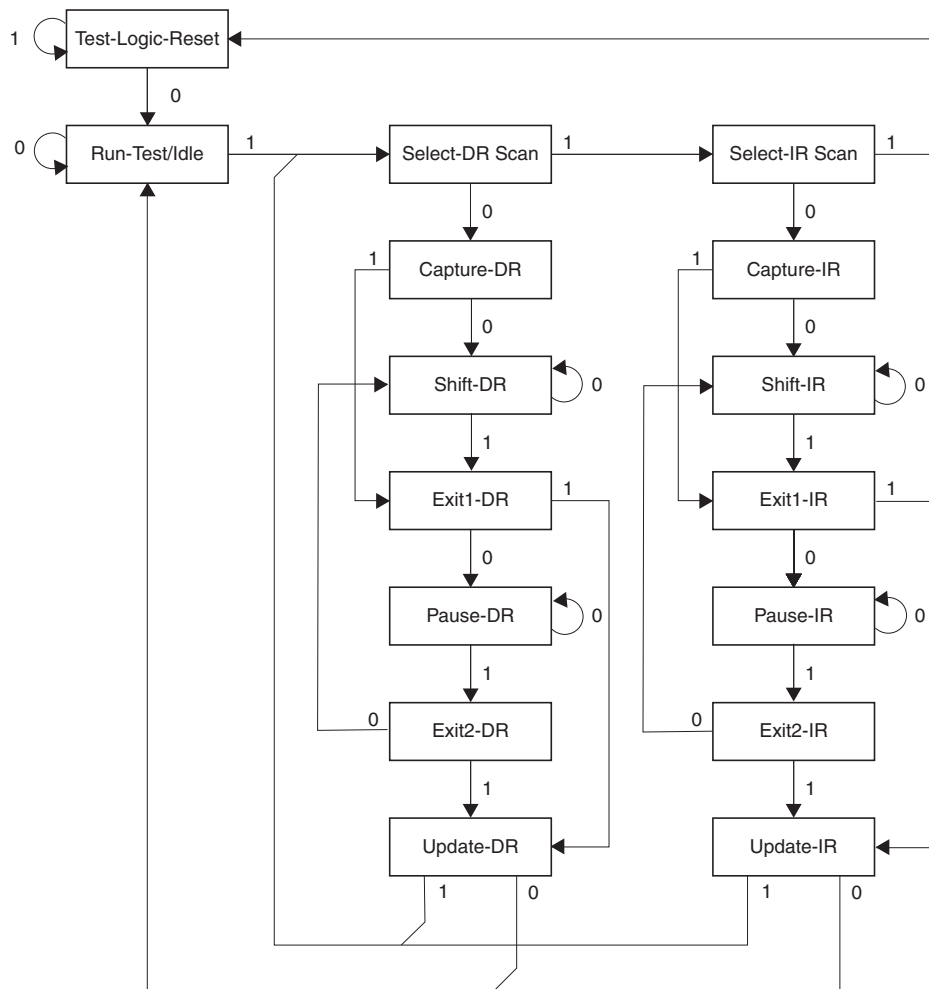 Test-Logic-Reset
1
0
Run-Test/Idle
0
1
Select-DR Scan
1
Select-IR Scan
1
0
0
1
Capture-DR
1
Capture-IR
0
0
Shift-DR
0
Shift-IR
0
1
1
Exit1-DR
1
Exit1-IR
1
0
0
Pause-DR
0
Pause-IR
0
1
1
0
Exit2-DR
0
Exit2-IR
1
1
Update-DR
Update-IR
1
0
1
0